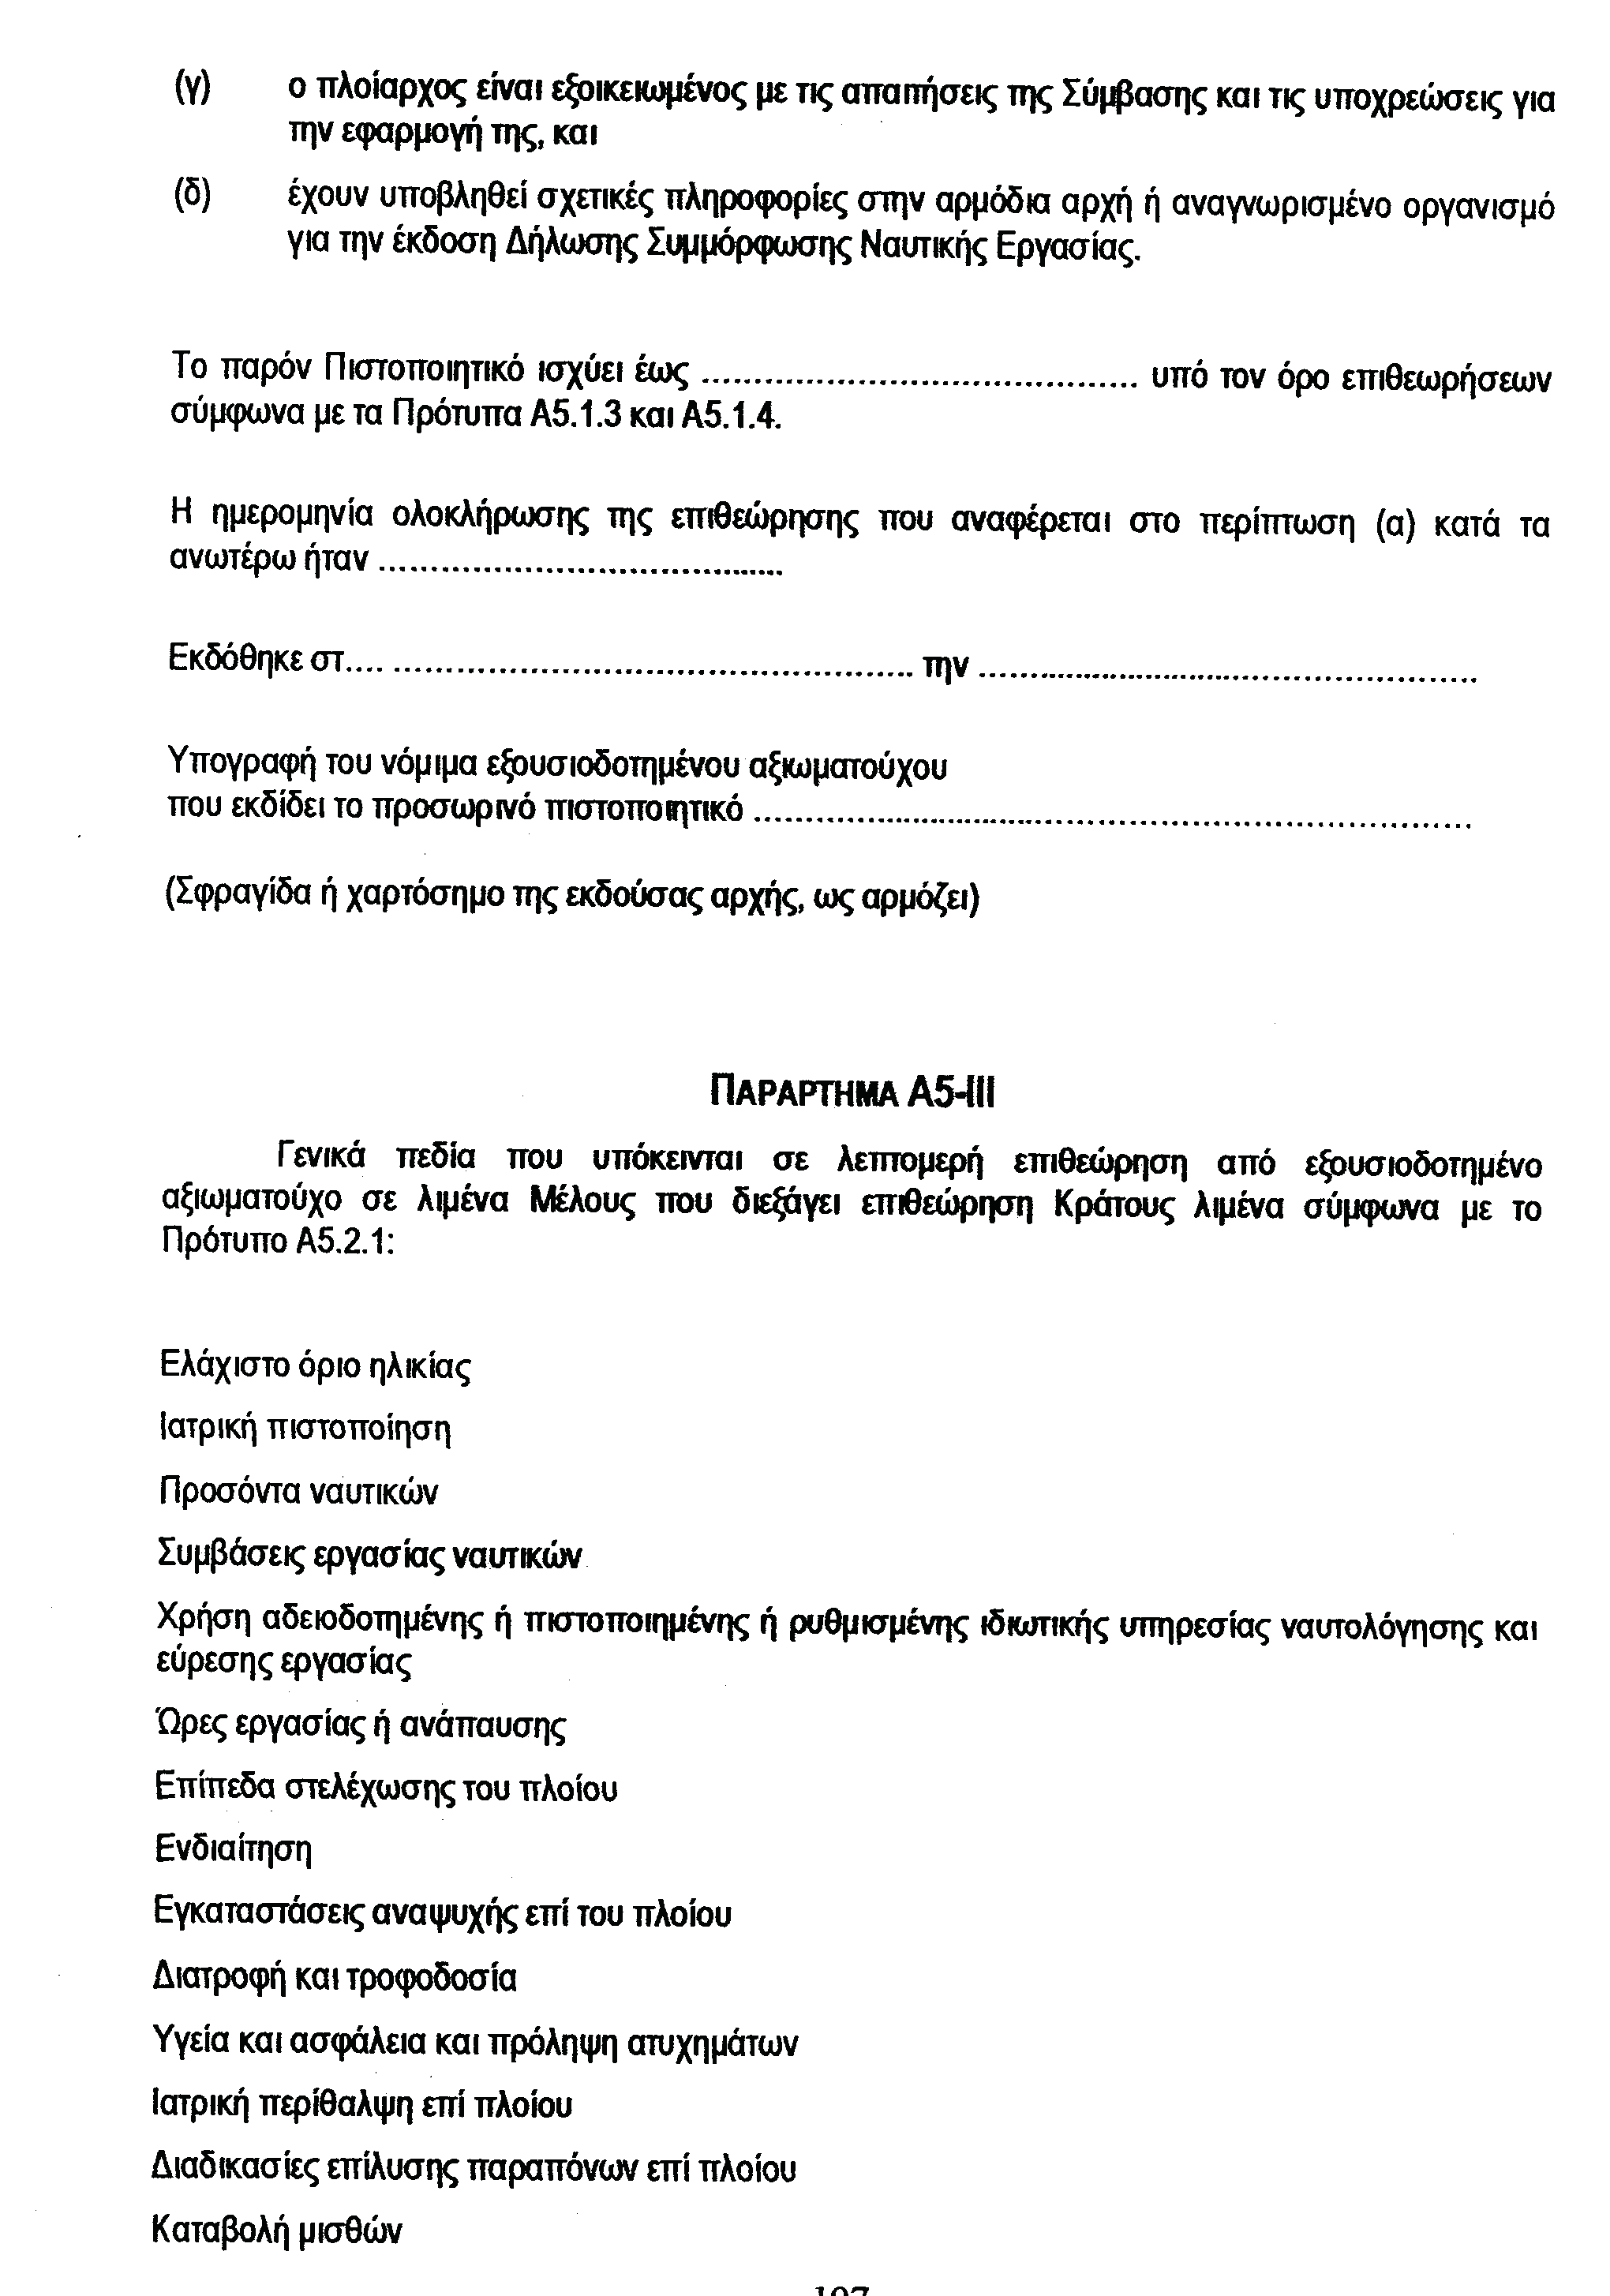 (γ) ο πλοίαρχος είναι εξοικειωμένος με τις απαιτήσεις της Σύμβασης και τις υποχρεώσεις για
την εφαρμογή της, και
(δ) έχουν υποβληθεί σχετικές πληροφορίες στην αρμόδια αρχή ή αναγνωρισμένο οργανισμό
για την έκδοση Δήλωσης Συμμόρφωσης Ναυτικής Εργασίας.
Το παρόν Πιστοποιητικό ισχύει έως .......................................... υπό τον όρο επιθεωρήσεων
σύμφωνα με τα Πρότυπα Α5.1.3 και Α5.1.4.
Η ημερομηνία ολοκλήρωσης της επιθεώρησης που αναφέρεται στο περίπτωση (α) κατά τα
ανωτέρω ήταν .......................................
Εκδόθηκε στ.... .................................................. την ................................................
Υπογραφή του νόμιμα εξουσιοδοτημένου αξιωματούχου
που εκδίδει το προσωρινό πιστοποιητικό ......................................................................
(Σφραγίδα ή χαρτόσημο της εκδούσας αρχής, ως αρμόζει)
ΠΑΡΑΡΤΗΜΑ Α5-ΙΙΙ
Γενικά πεδία που υπόκεινται σε λεπτομερή επιθεώρηση από εξουσιοδοτημένο
αξιωματούχο σε λιμένα Μέλους που διεξάγει επιθεώρηση Κράτους λιμένα σύμφωνα με το
Πρότυπο Α5.2.1:
Ελάχιστο όριο ηλικίας
Ιατρική πιστοποίηση
Προσόντα ναυτικών
Συμβάσεις εργασίας ναυτικών
Χρήση αδειοδοτημένης ή πιστοποιημένης ή ρυθμισμένης ιδιωτικής υπηρεσίας ναυτολόγησης και
εύρεσης εργασίας
Ώρες εργασίας ή ανάπαυσης
Επίπεδα στελέχωσης του πλοίου
Ενδιαίτηση
Εγκαταστάσεις αναψυχής επί του πλοίου
Διατροφή και τροφοδοσία
Υγεία και ασφάλεια και πρόληψη ατυχημάτων
Ιατρική περίθαλψη επί πλοίου
Διαδικασίες επίλυσης παραπόνων επί πλοίου
Καταβολή μισθών